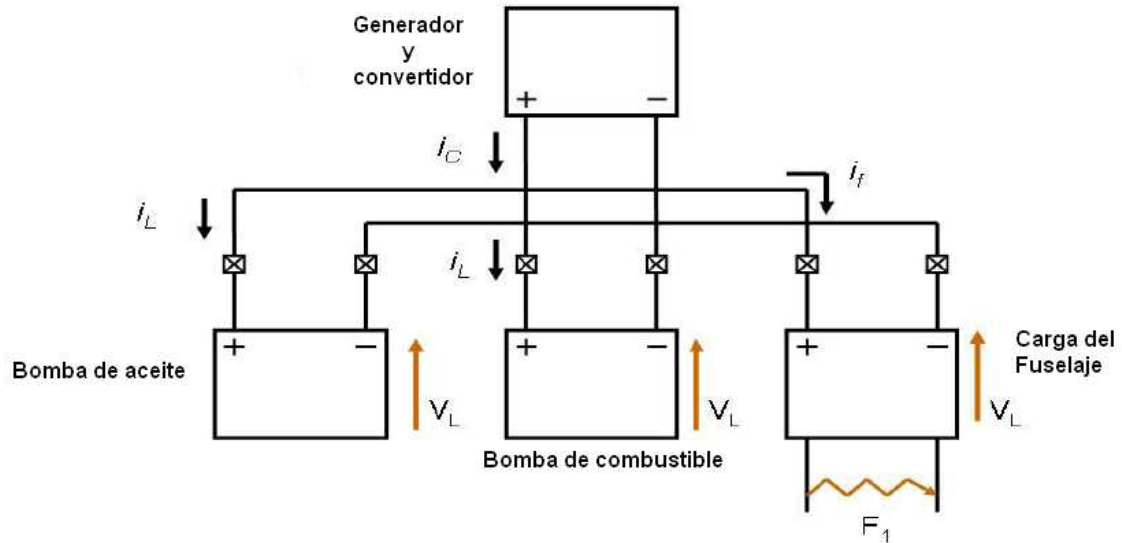 Generador
y
convertidor
+ −
i_C
i_f
i_L
i_L
+ −
+ −
+ −
Bomba de aceite
V_L
V_L
Carga del
Fuselaje
V_L
Bomba de combustible
F_1